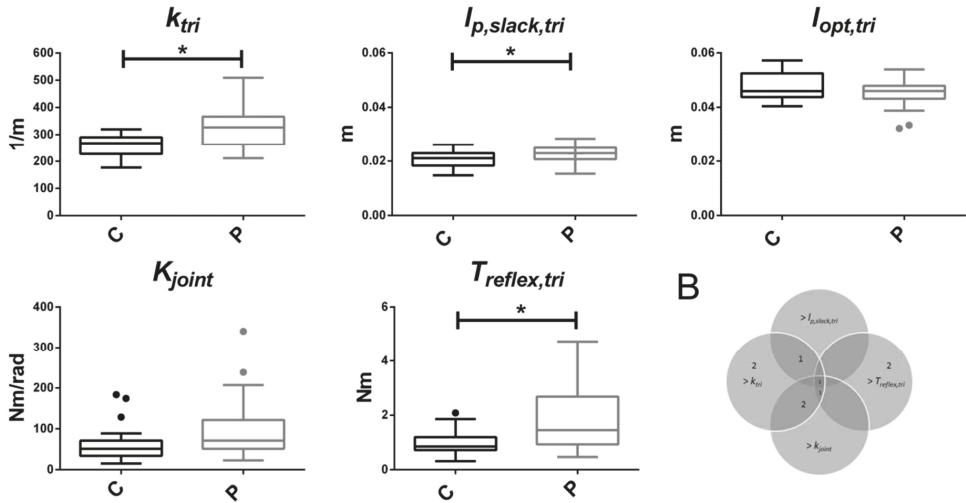 k_tri
l_p,slack,tri
l_opt,tri
*
*
600
500
400
300
200
100
0
1/m
C
P
0.06
0.04
0.02
0.00
m
C
P
0.06
0.04
0.02
0.00
m
C
P
K_joint
T_reflex,tri
*
400
300
200
100
0
Nm/rad
C
P
6
4
2
0
Nm
C
P
B
> l_p,slack,tri
2
1
2
> k_tri
> T_reflex,tri
2
> k_joint